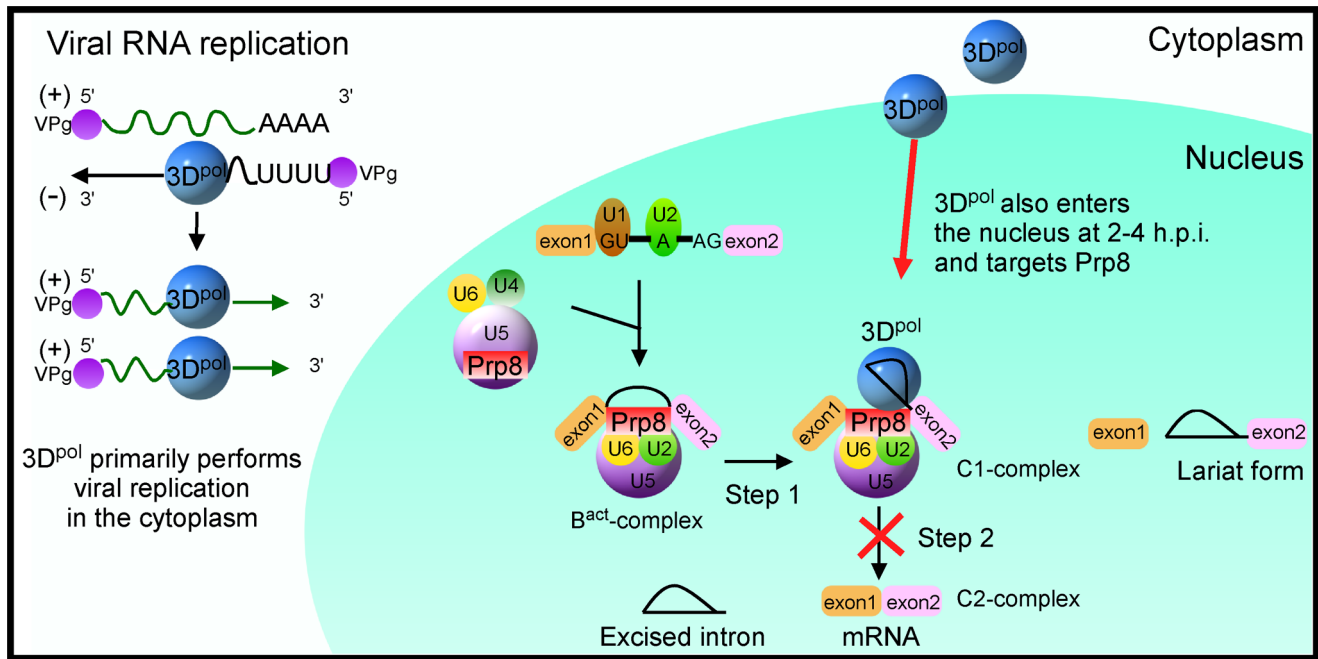 Viral RNA replication
(+) 5' 3'
VPg AAAA
3Dpol UUUU VPg
(-) 3' 5'
(+) 5'
VPg 3Dpol 3'
(+) 5'
VPg 3Dpol 3'
3Dpol primarily performs
viral replication
in the cytoplasm
Cytoplasm
3Dpol
3Dpol
Nucleus
3Dpol also enters
the nucleus at 2-4 h.p.i.
and targets Prp8
U1 U2
exon1 GU A AG exon2
U6 U4
U5
Prp8
exon1 Prp8 exon2
U6 U2
U5
Bact-complex
Step 1
3Dpol
exon1 Prp8 exon2
U6 U2
U5
C1-complex
exon1 exon2
Lariat form
Step 2
exon1 exon2 C2-complex
mRNA
Excised intron